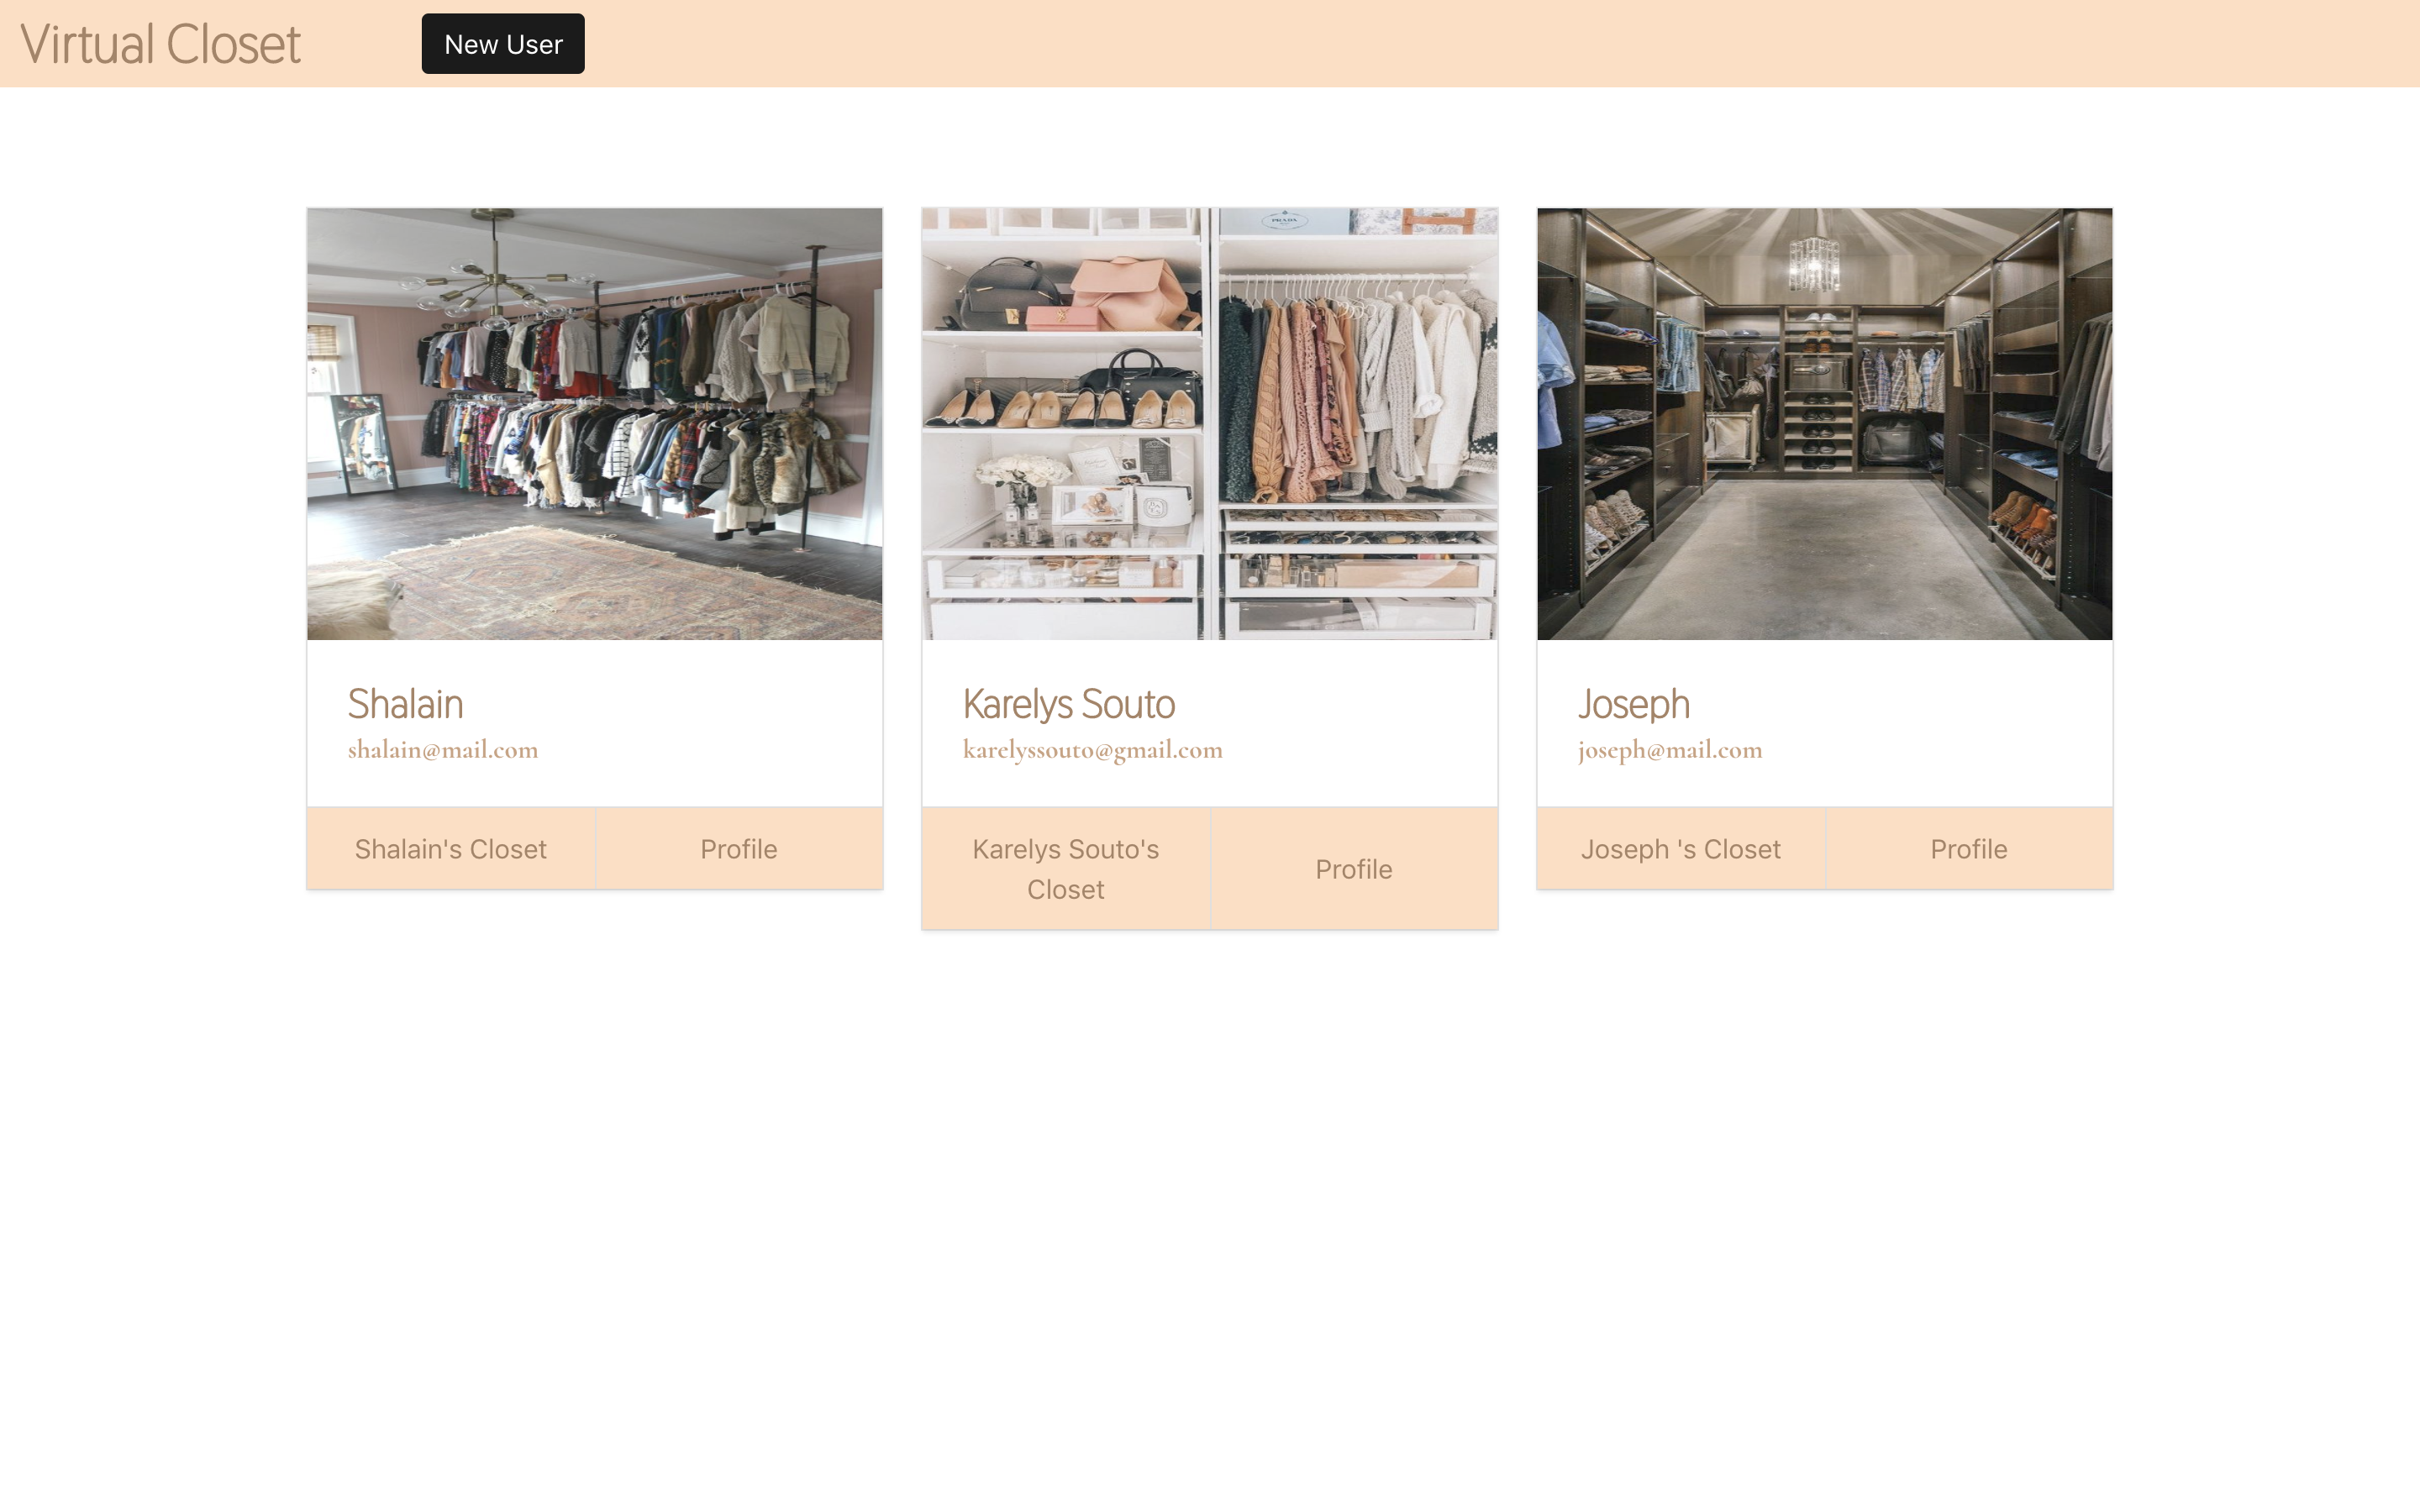 Virtual Closet
New User
PRADA
Shalain
shalain@mail.com
Shalain's Closet
Profile
Karelys Souto
karelyssouto@gmail.com
Karelys Souto's
Closet
Profile
Joseph
joseph@mail.com
Joseph 's Closet
Profile